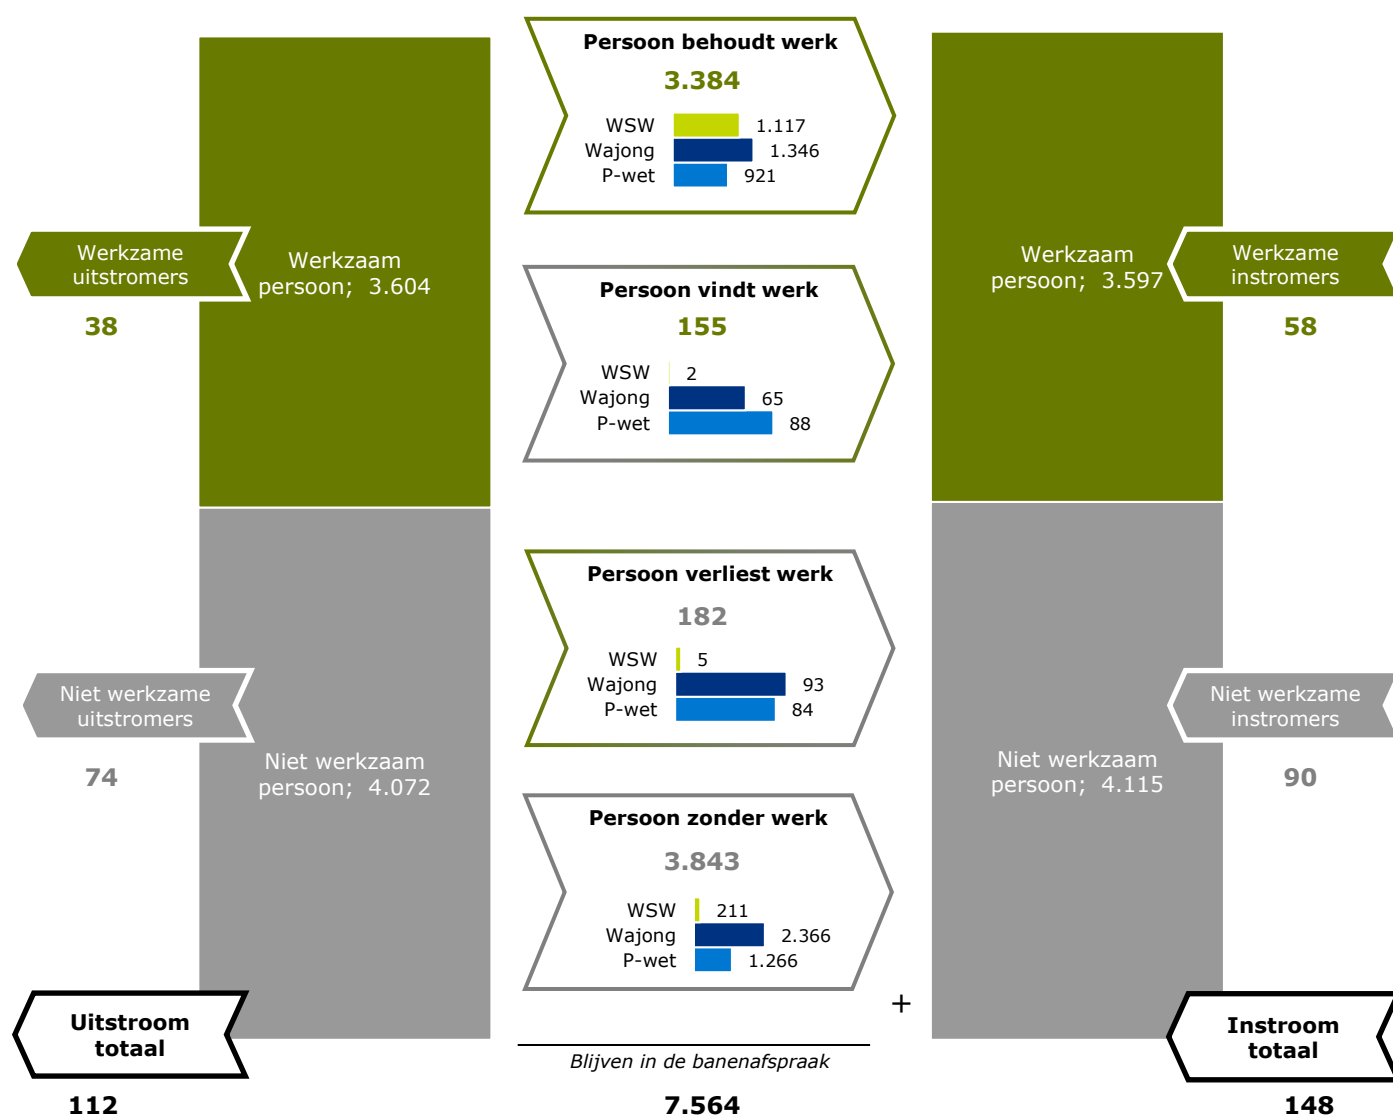 Werkzame
uitstromers
38
Werkzaam
persoon;  3.604
Niet werkzame
uitstromers
74
Niet werkzaam
persoon;  4.072
Uitstroom
totaal
112
Persoon behoudt werk
3.384
WSW 1.117
Wajong 1.346
P-wet 921
Persoon vindt werk
155
WSW 2
Wajong 65
P-wet 88
Persoon verliest werk
182
WSW 5
Wajong 93
P-wet 84
Persoon zonder werk
3.843
WSW 211
Wajong 2.366
P-wet 1.266
+
Blijven in de banenafspraak
7.564
Werkzaam
persoon;  3.597
Werkzame
instromers
58
Niet werkzaam
persoon;  4.115
Niet werkzame
instromers
90
Instroom
totaal
148